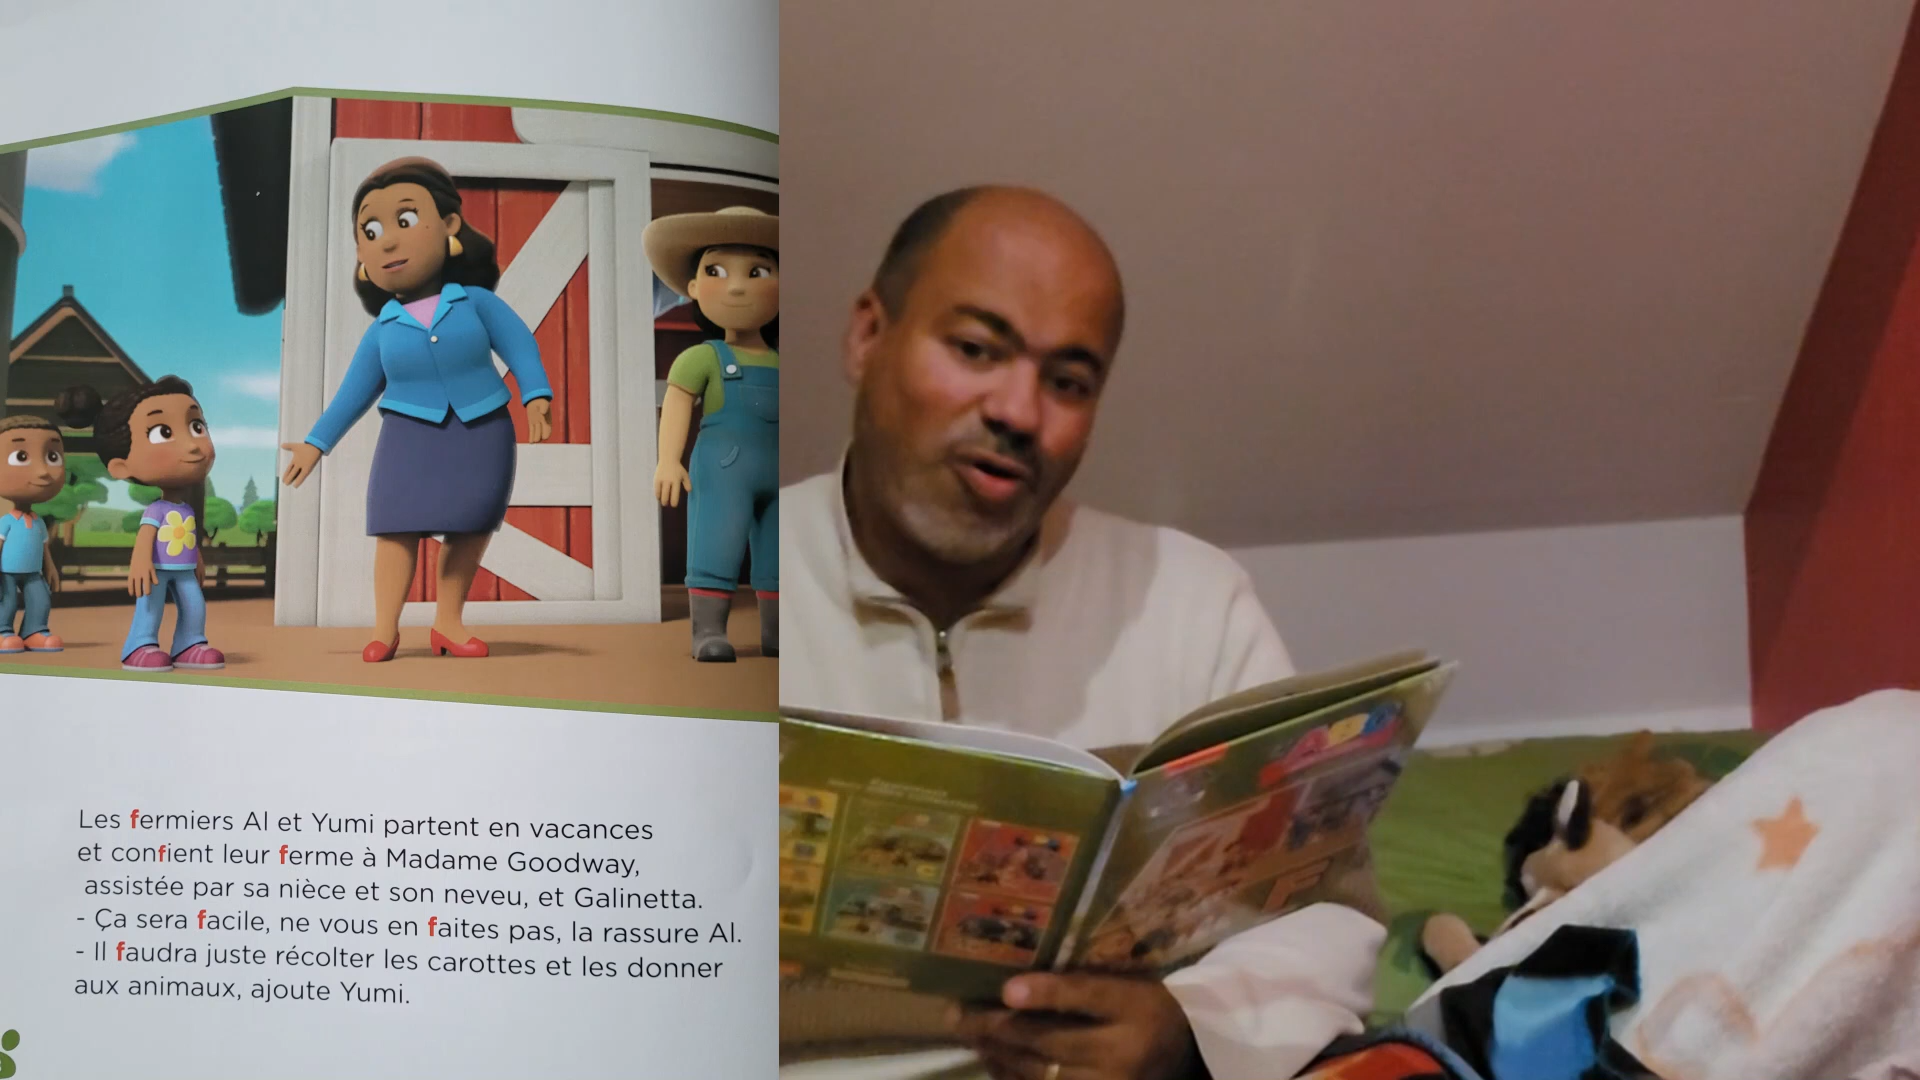 Les fermiers Al et Yumi partent en vacances
et confient leur ferme à Madame Goodway,
assistée par sa nièce et son neveu, et Galinetta.
- Ça sera facile, ne vous en faites pas, la rassure Al.
- Il faudra juste récolter les carottes et les donner
aux animaux, ajoute Yumi.
ABC
F